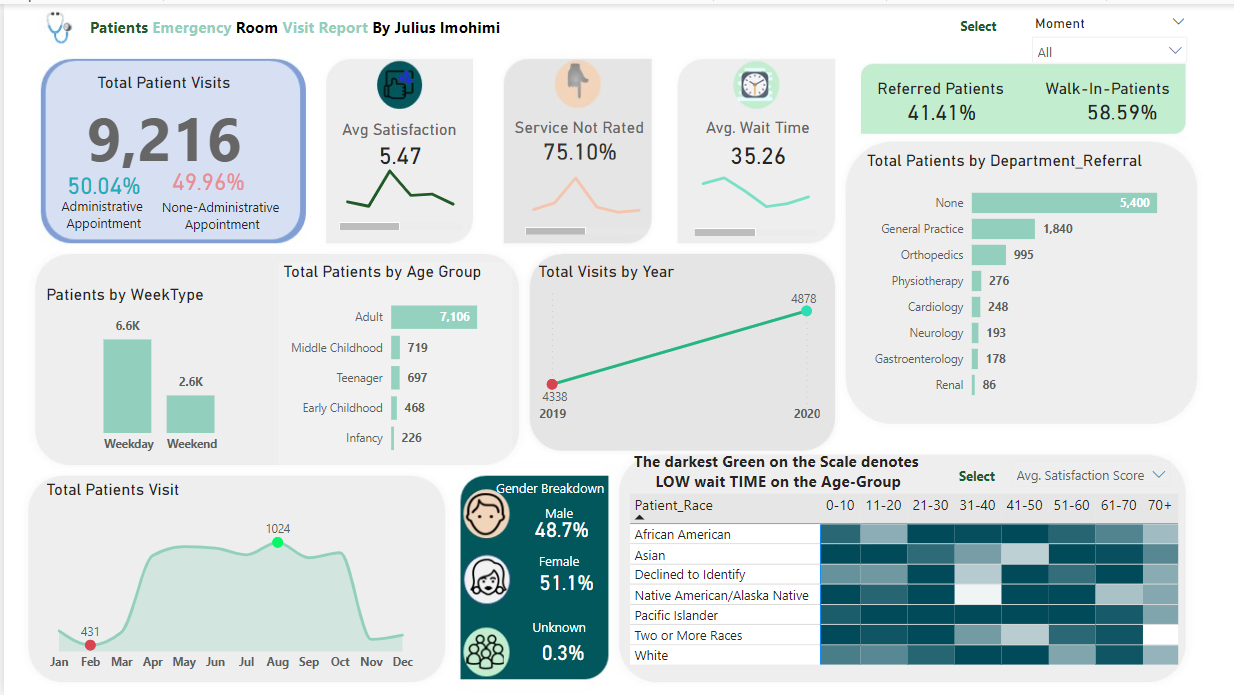 Patients Emergency Room Visit Report By Julius Imohimi
Select
Moment
All
Total Patient Visits
9,216
50.04%
Administrative
Appointment
49.96%
None-Administrative
Appointment
Avg Satisfaction
5.47
Service Not Rated
75.10%
Avg. Wait Time
35.26
Referred Patients
41.41%
Walk-In-Patients
58.59%
Total Patients by Department_Referral
None 5,400
General Practice 1,840
Orthopedics 995
Physiotherapy 276
Cardiology 248
Neurology 193
Gastroenterology 178
Renal 86
Patients by WeekType
6.6K
2.6K
Weekday Weekend
Total Patients by Age Group
Adult 7,106
Middle Childhood 719
Teenager 697
Early Childhood 468
Infancy 226
Total Visits by Year
4878
4338
2019 2020
Total Patients Visit
1024
431
Jan Feb Mar Apr May Jun Jul Aug Sep Oct Nov Dec
Gender Breakdown
Male
48.7%
Female
51.1%
Unknown
0.3%
The darkest Green on the Scale denotes
LOW wait TIME on the Age-Group
Select
Avg. Satisfaction Score
Patient_Race 0-10 11-20 21-30 31-40 41-50 51-60 61-70 70+
African American
Asian
Declined to Identify
Native American/Alaska Native
Pacific Islander
Two or More Races
White